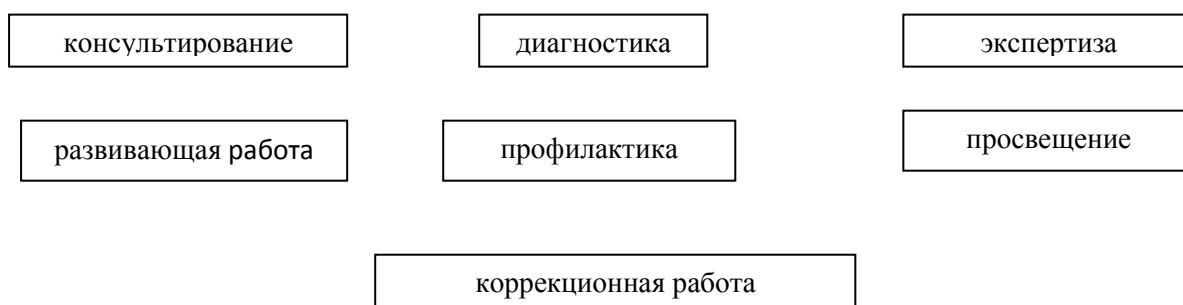 консультирование
диагностика
экспертиза
развивающая работа
профилактика
просвещение
коррекционная работа